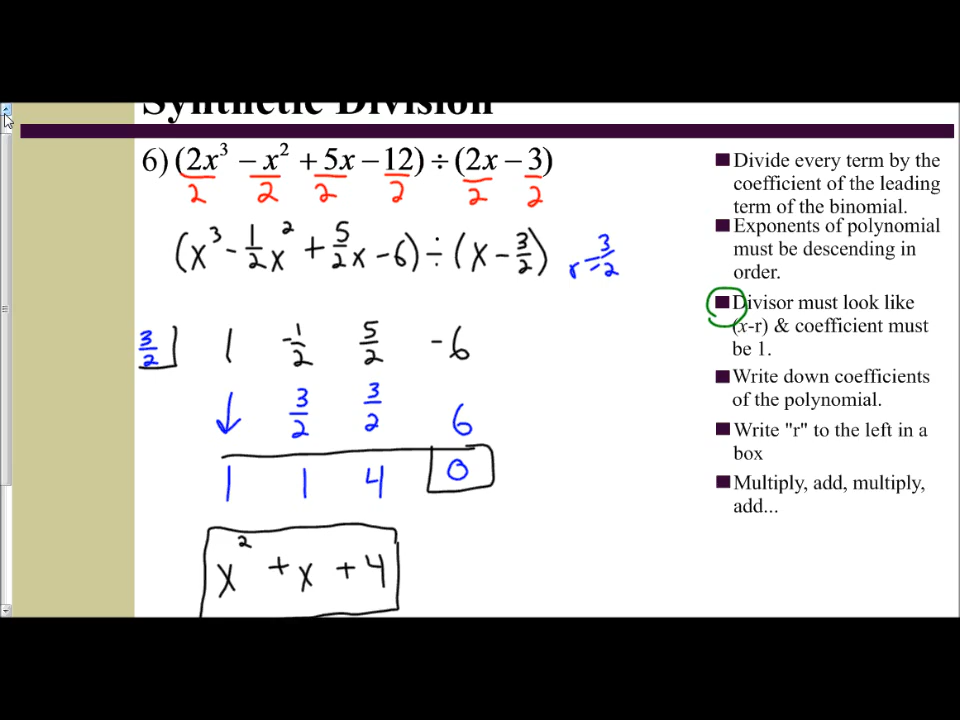 Synthetic Division
6) (2x³ − x² + 5x − 12) ÷ (2x − 3)
2 2 2 2 2 2
(x³ - 1/2 x² + 5/2 x - 6) ÷ (x - 3/2) r = 3/2
3/2 1 -1/2 5/2 -6
↓ 3/2 3/2 6
1 1 4 0
x² + x + 4
Divide every term by the
coefficient of the leading
term of the binomial.
Exponents of polynomial
must be descending in
order.
Divisor must look like
(x-r) & coefficient must
be 1.
Write down coefficients
of the polynomial.
Write "r" to the left in a
box
Multiply, add, multiply,
add...